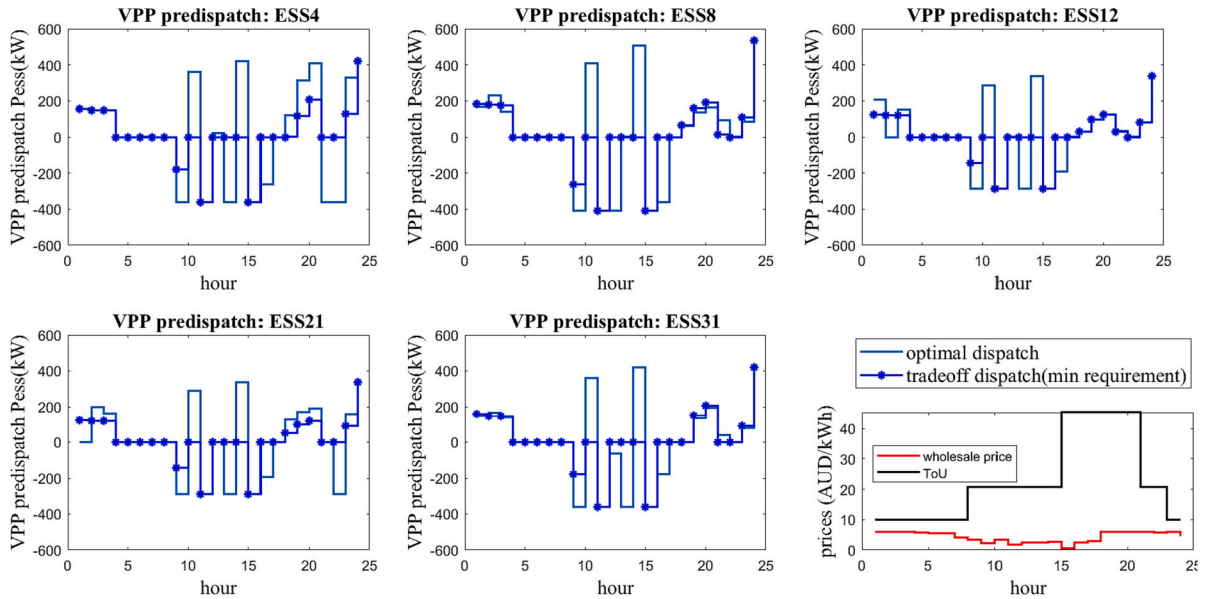 VPP predispatch: ESS4
VPP predispatch Pess(kW)
600
400
200
0
-200
-400
-600
0 5 10 15 20 25
hour
VPP predispatch: ESS8
VPP predispatch Pess(kW)
600
400
200
0
-200
-400
-600
0 5 10 15 20 25
hour
VPP predispatch: ESS12
VPP predispatch Pess(kW)
600
400
200
0
-200
-400
-600
0 5 10 15 20 25
hour
VPP predispatch: ESS21
VPP predispatch Pess(kW)
600
400
200
0
-200
-400
-600
0 5 10 15 20 25
hour
VPP predispatch: ESS31
VPP predispatch Pess(kW)
600
400
200
0
-200
-400
-600
0 5 10 15 20 25
hour
optimal dispatch
tradeoff dispatch(min requirement)
prices (AUD/kWh)
40
30
20
10
0
wholesale price
ToU
0 5 10 15 20 25
hour